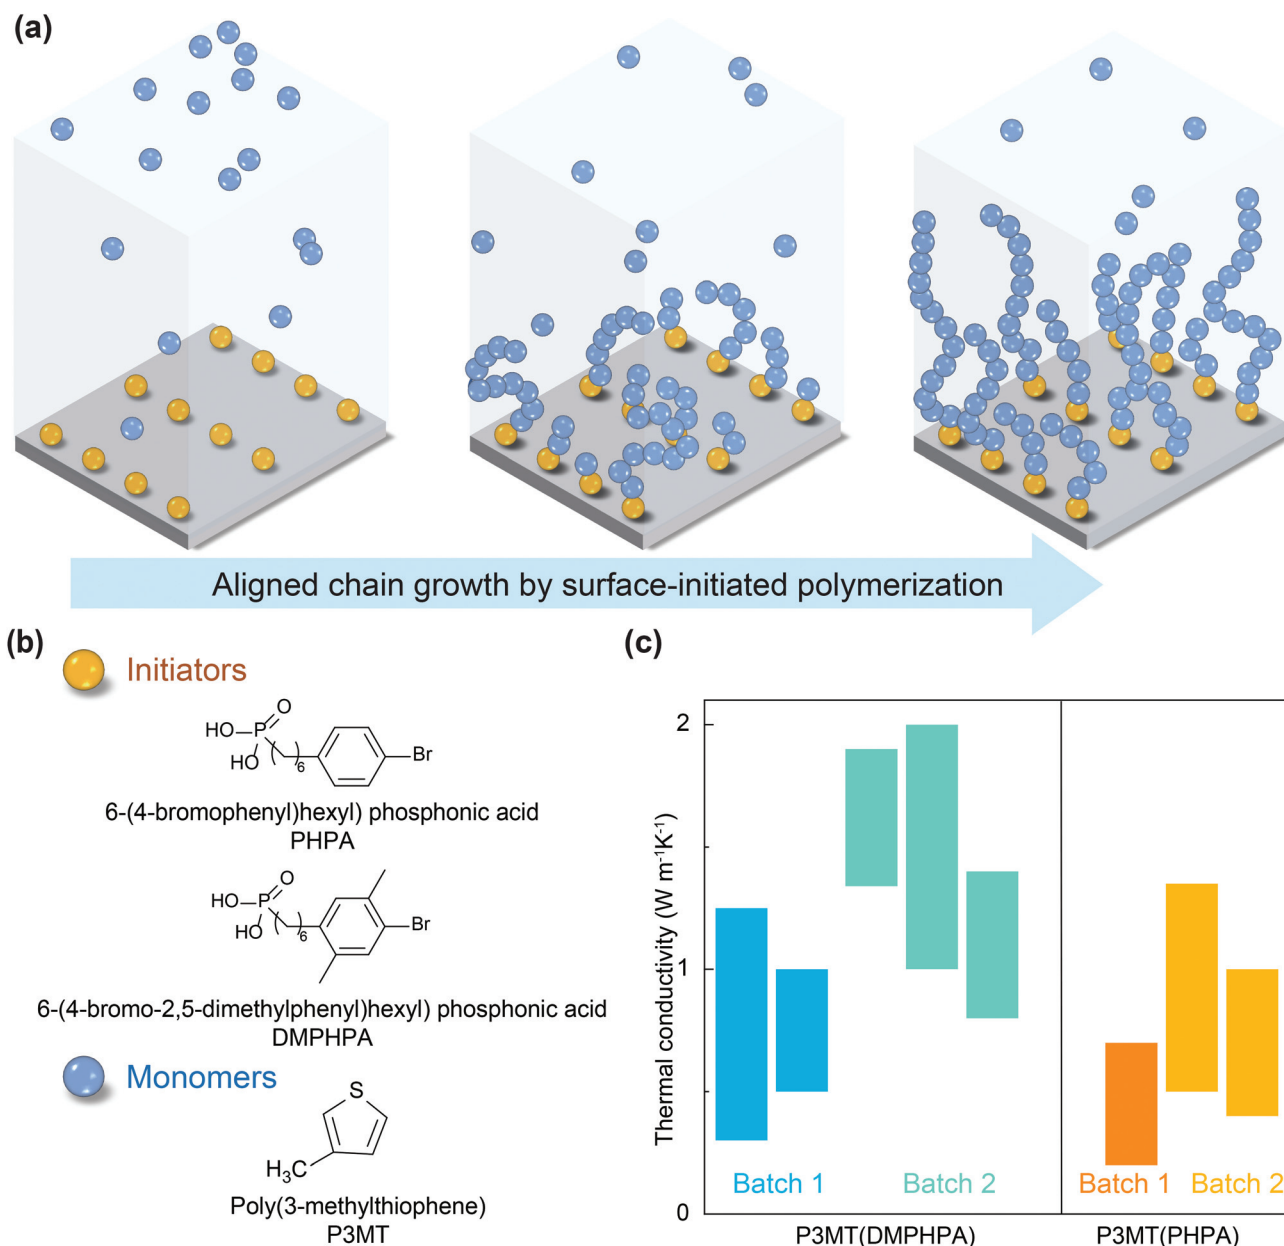 (a)
Aligned chain growth by surface-initiated polymerization
(b)
Initiators
HO
P
O
HO
6
Br
6-(4-bromophenyl)hexyl) phosphonic acid
PHPA
HO
P
O
HO
6
Br
6-(4-bromo-2,5-dimethylphenyl)hexyl) phosphonic acid
DMPHPA
Monomers
S
H₃C
Poly(3-methylthiophene)
P3MT
(c)
Thermal conductivity (W m⁻¹K⁻¹)
2
1
0
Batch 1
Batch 2
Batch 1
Batch 2
P3MT(DMPHPA)
P3MT(PHPA)